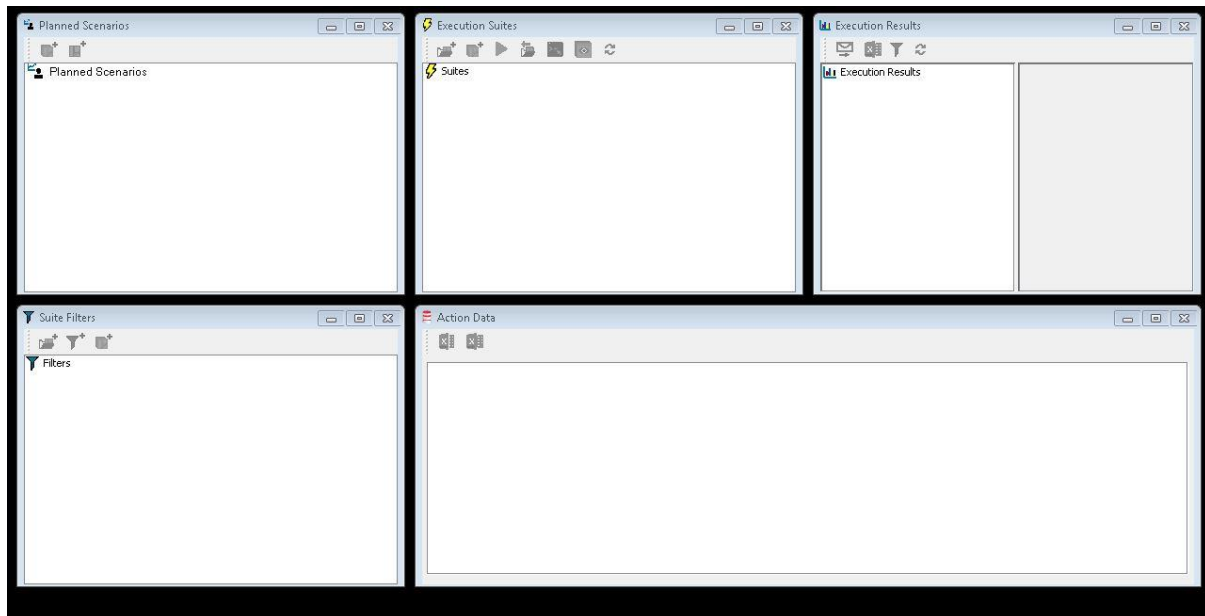 Planned Scenarios
Planned Scenarios
Execution Suites
Suites
Execution Results
Execution Results
Suite Filters
Filters
Action Data